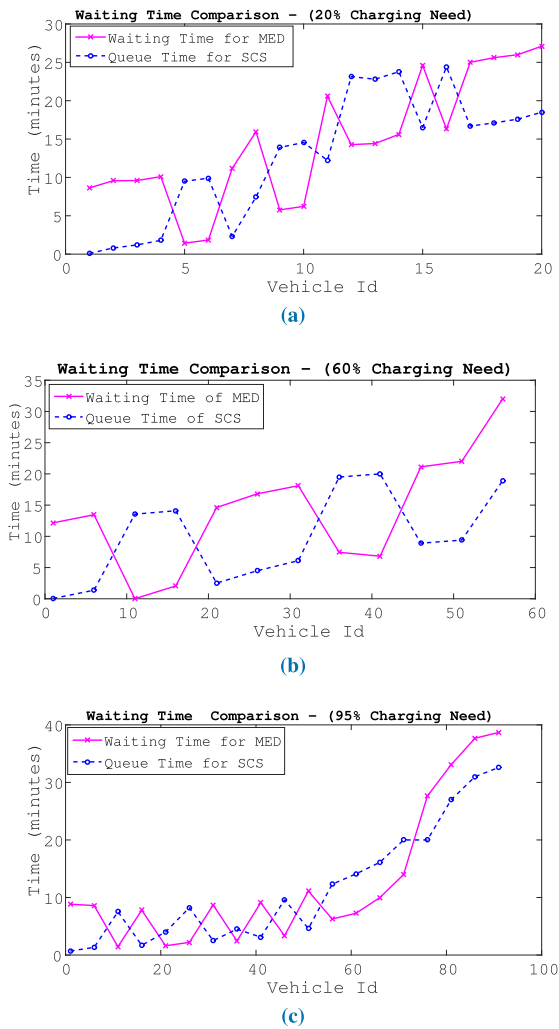 Waiting Time Comparison - (20% Charging Need)
30
25
20
15
10
5
0
Time (minutes)
Waiting Time for MED
Queue Time for SCS
0 5 10 15 20
Vehicle Id
(a)
Waiting Time Comparison - (60% Charging Need)
35
30
25
20
15
10
5
0
Time (minutes)
Waiting Time of MED
Queue Time of SCS
0 10 20 30 40 50 60
Vehicle Id
(b)
Waiting Time Comparison - (95% Charging Need)
40
30
20
10
0
Time (minutes)
Waiting Time for MED
Queue Time for SCS
0 20 40 60 80 100
Vehicle Id
(c)